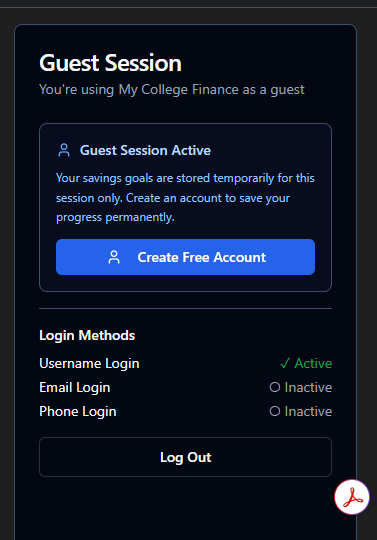 Guest Session
You're using My College Finance as a guest
Guest Session Active
Your savings goals are stored temporarily for this
session only. Create an account to save your
progress permanently.
Create Free Account
Login Methods
Username Login ✓ Active
Email Login ○ Inactive
Phone Login ○ Inactive
Log Out